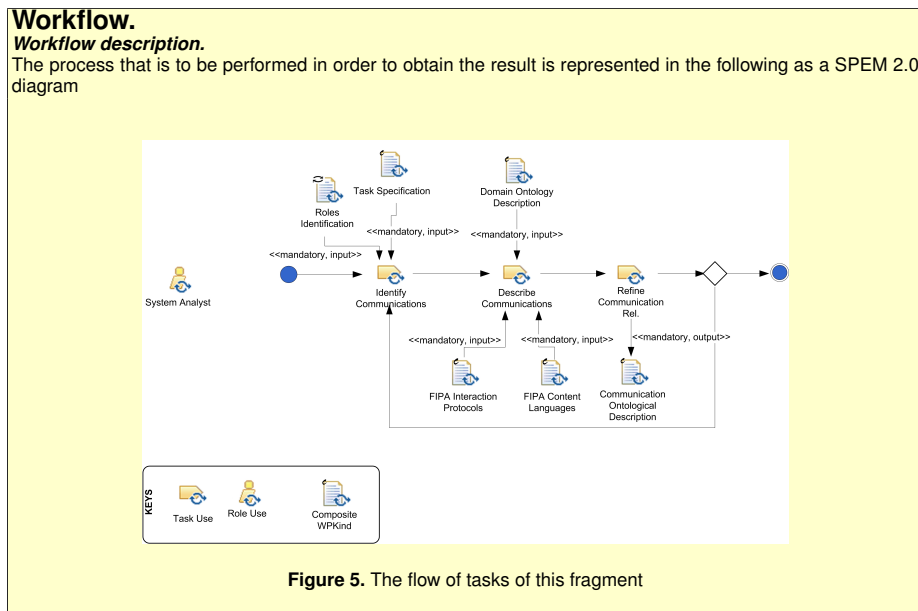 Workflow.
Workflow description.
The process that is to be performed in order to obtain the result is represented in the following as a SPEM 2.0
diagram
Task Specification
Domain Ontology
Description
Roles
Identification
<<mandatory, input>>
<<mandatory, input>>
<<mandatory, input>>
System Analyst
Identify
Communications
Describe
Communications
Refine
Communication
Rel.
<<mandatory, input>>
<<mandatory, input>>
<<mandatory, output>>
FIPA Interaction
Protocols
FIPA Content
Languages
Communication
Ontological
Description
KEYS
Task Use
Role Use
Composite
WPKind
Figure 5. The flow of tasks of this fragment